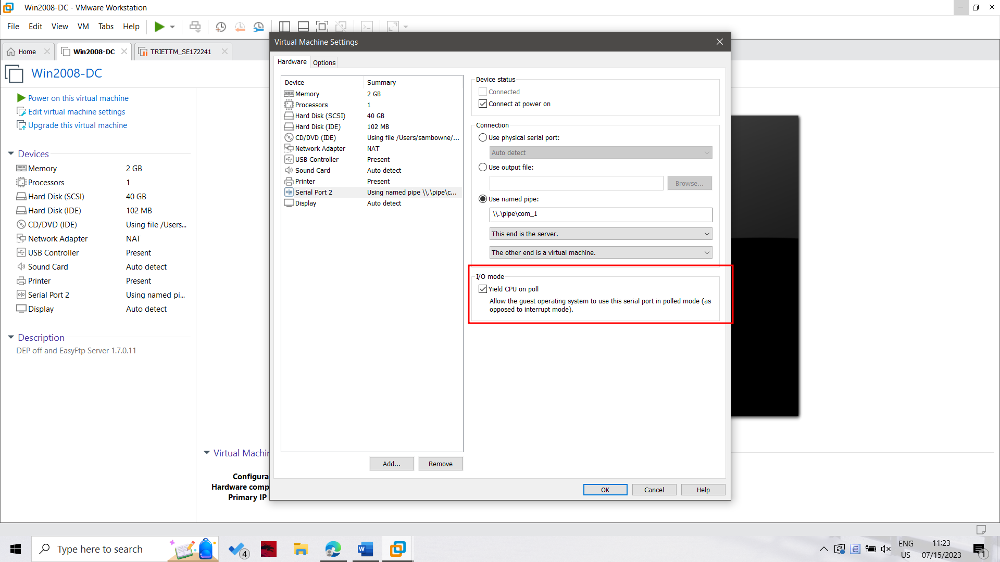 Win2008-DC - VMware Workstation
File Edit View VM Tabs Help
Home Win2008-DC TRIETTM_SE172241
Win2008-DC
Power on this virtual machine
Edit virtual machine settings
Upgrade this virtual machine
Devices
Memory 2 GB
Processors 1
Hard Disk (SCSI) 40 GB
Hard Disk (IDE) 102 MB
CD/DVD (IDE) Using file /Users...
Network Adapter NAT
USB Controller Present
Sound Card Auto detect
Printer Present
Serial Port 2 Using named pi...
Display Auto detect
Description
DEP off and EasyFtp Server 1.7.0.11
Virtual Machin
Configura
Hardware comp
Primary IP
Virtual Machine Settings
Hardware Options
Device Summary
Memory 2 GB
Processors 1
Hard Disk (SCSI) 40 GB
Hard Disk (IDE) 102 MB
CD/DVD (IDE) Using file /Users/sambowne/...
Network Adapter NAT
USB Controller Present
Sound Card Auto detect
Printer Present
Serial Port 2 Using named pipe \\.\pipe\c...
Display Auto detect
Add... Remove
Device status
Connected
Connect at power on
Connection
Use physical serial port:
Auto detect
Use output file:
Browse...
Use named pipe:
\\.\pipe\com_1
This end is the server.
The other end is a virtual machine.
I/O mode
Yield CPU on poll
Allow the guest operating system to use this serial port in polled mode (as
opposed to interrupt mode).
OK Cancel Help
Type here to search
4
ENG
US
11:23
07/15/2023
1